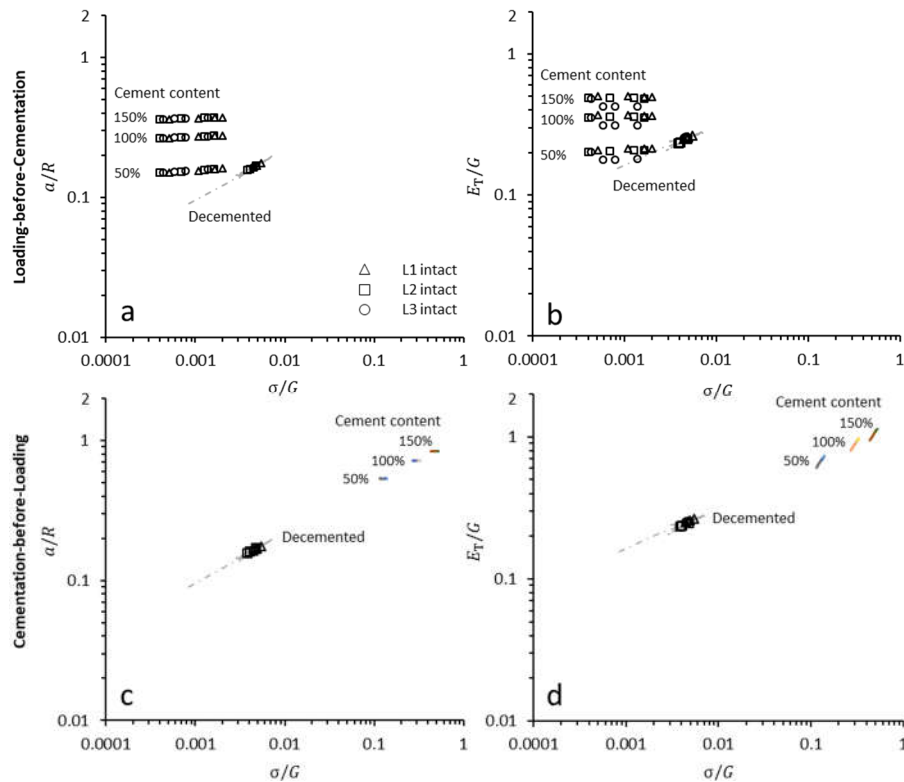 Loading-before-Cementation
a/R
2
1
0.1
0.01
Cement content
150%
100%
50%
Decemented
L1 intact
L2 intact
L3 intact
a
0.0001
0.001
0.01
0.1
1
σ/G
E_T/G
2
1
0.1
0.01
Cement content
150%
100%
50%
Decemented
b
0.0001
0.001
0.01
0.1
1
σ/G
Cementation-before-Loading
a/R
2
1
0.1
0.01
Cement content
150%
100%
50%
Decemented
c
0.0001
0.001
0.01
0.1
1
σ/G
E_T/G
2
1
0.1
0.01
Cement content
150%
100%
50%
Decemented
d
0.0001
0.001
0.01
0.1
1
σ/G